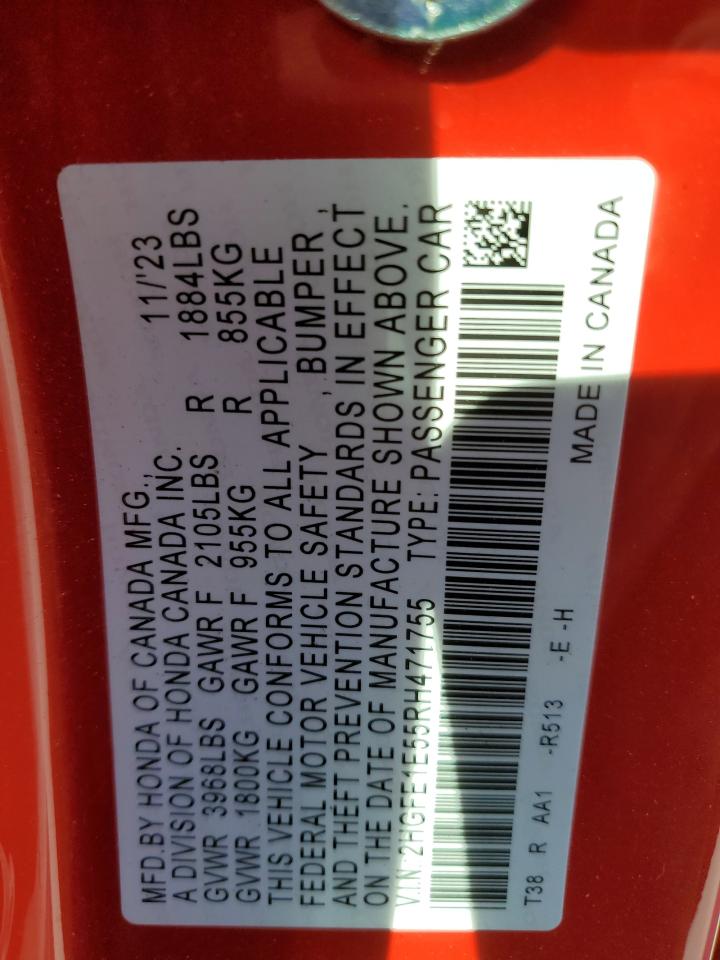 MFD.BY HONDA OF CANADA MFG., 11/'23
A DIVISION OF HONDA CANADA INC.
GVWR 3968LBS GAWR F 2105LBS R 1884LBS
GVWR 1800KG GAWR F 955KG R 855KG
THIS VEHICLE CONFORMS TO ALL APPLICABLE
FEDERAL MOTOR VEHICLE SAFETY , BUMPER ,
AND THEFT PREVENTION STANDARDS IN EFFECT
ON THE DATE OF MANUFACTURE SHOWN ABOVE.
V.I.N: 2HGFE1E55RH471755 TYPE: PASSENGER CAR
T38 R AA1 -R513 -E -H MADE IN CANADA